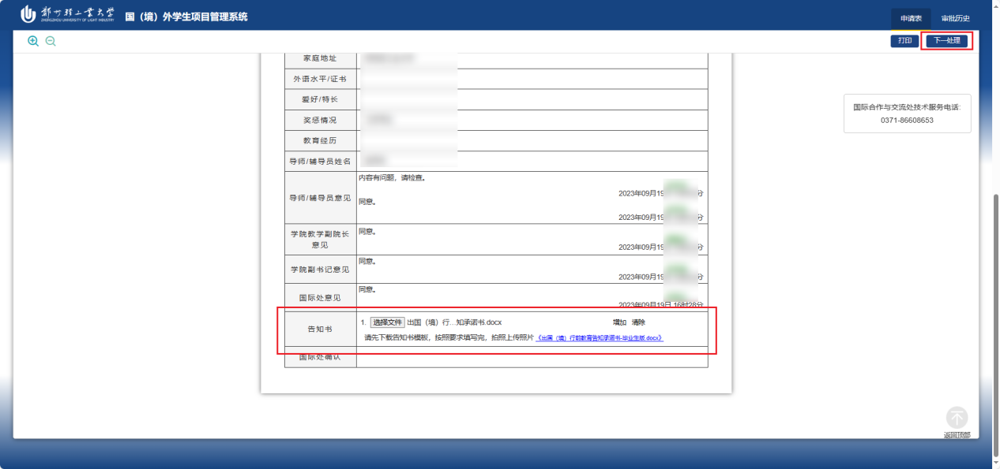 郑州轻工业大学
ZHENGZHOU UNIVERSITY OF LIGHT INDUSTRY
国（境）外学生项目管理系统
申请表
审批历史
打印
下一处理
国际合作与交流处技术服务电话:
0371-86608653
家庭地址
外语水平/证书
爱好/特长
奖惩情况
教育经历
导师/辅导员姓名
导师/辅导员意见
内容有问题，请检查。
2023年09月19 分
同意。
2023年09月19 分
学院教学副院长
意见
同意。
2023年09月19 分
学院副书记意见
同意。
2023年09月19 分
国际处意见
同意。
2023年09月19日 16时28分
告知书
1. 选择文件 出国（境）行…知承诺书.docx 增加 清除
请先下载告知书模板，按照要求填写完，拍照上传照片 《出国（境）行前教育告知承诺书-毕业生版.docx》
国际处确认
返回顶部